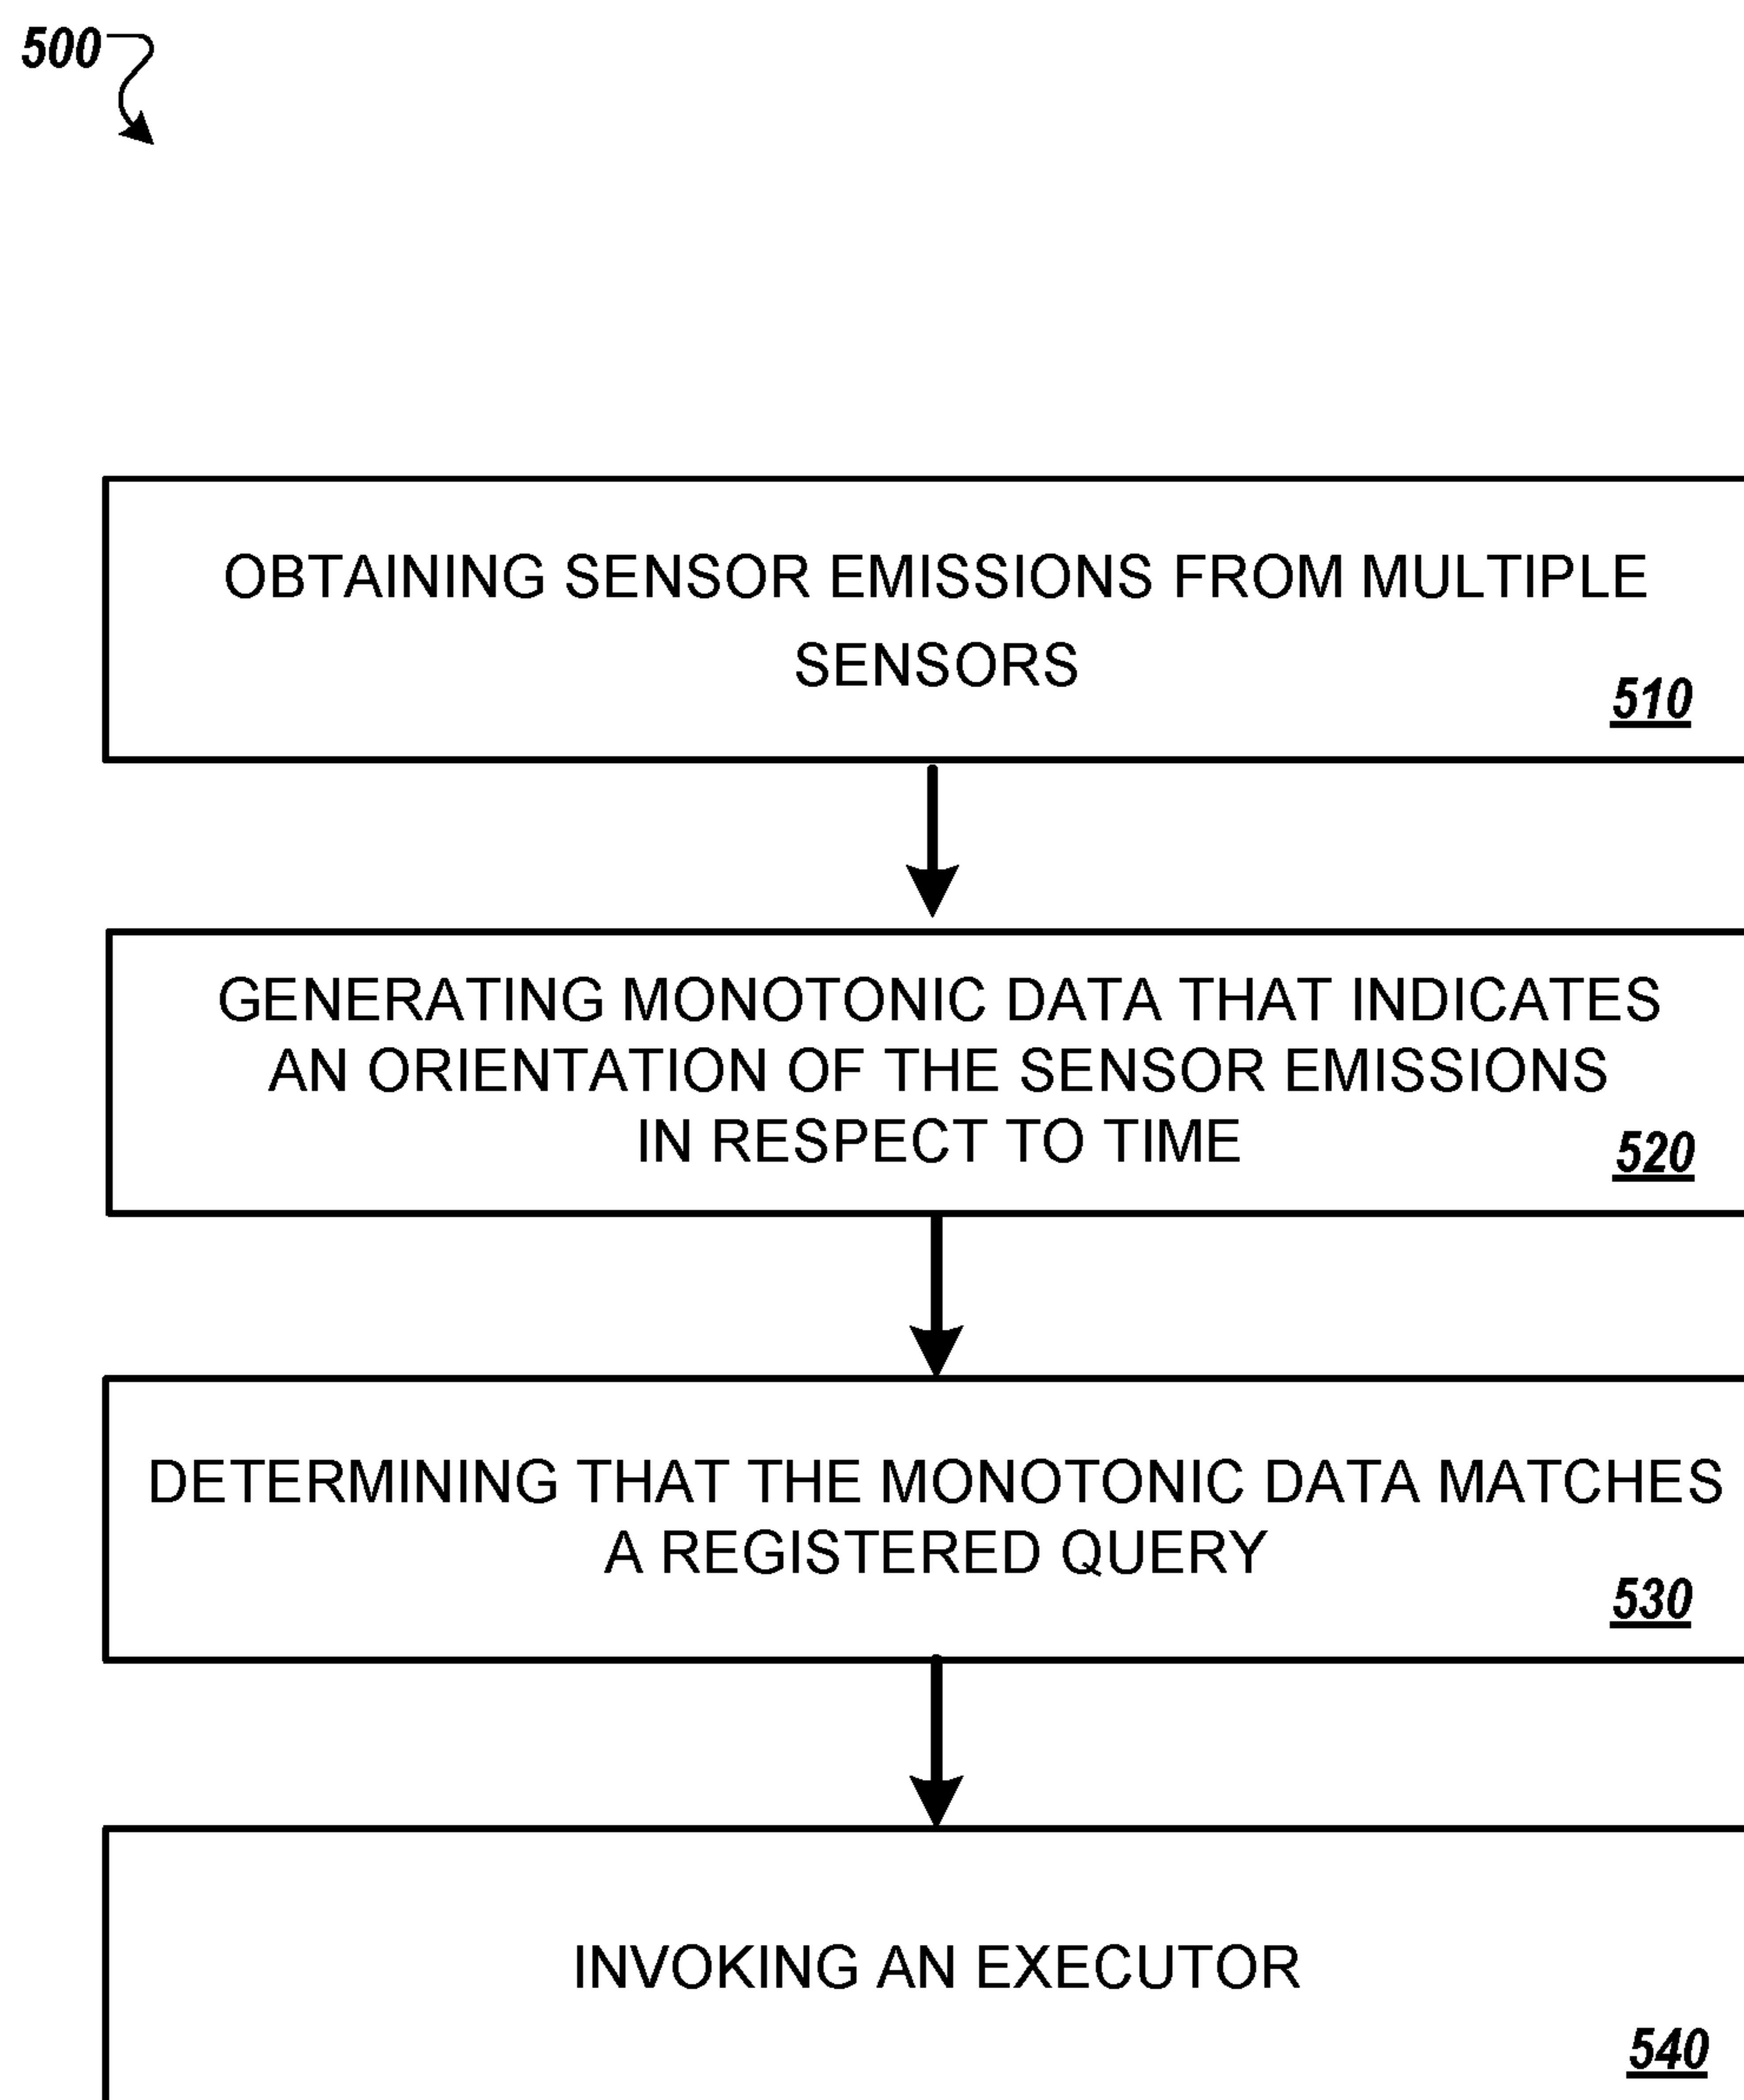 500
OBTAINING SENSOR EMISSIONS FROM MULTIPLE
SENSORS
510
GENERATING MONOTONIC DATA THAT INDICATES
AN ORIENTATION OF THE SENSOR EMISSIONS
IN RESPECT TO TIME
520
DETERMINING THAT THE MONOTONIC DATA MATCHES
A REGISTERED QUERY
530
INVOKING AN EXECUTOR
540